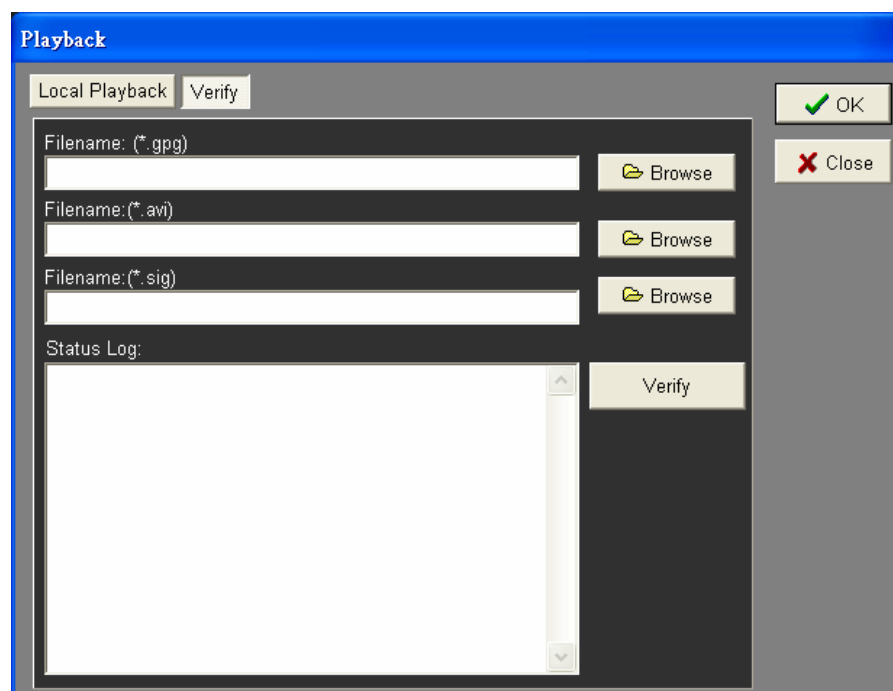 Playback
Local Playback Verify
OK
Close
Filename: (*.gpg)
Browse
Filename:(*.avi)
Browse
Filename:(*.sig)
Browse
Status Log:
Verify